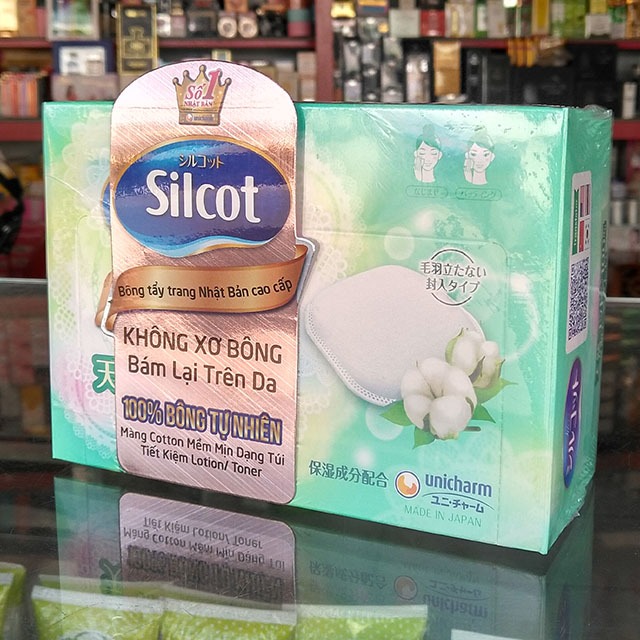 Số 1
NHẬT BẢN
unicharm
シルコット
Silcot
Bông tẩy trang Nhật Bản cao cấp
KHÔNG XƠ BÔNG
Bám Lại Trên Da
100% BÔNG TỰ NHIÊN
Màng Cotton Mềm Mịn Dạng Túi
Tiết Kiệm Lotion/ Toner
天
毛羽立たない
封入タイプ
保湿成分配合
unicharm
ユニ・チャーム
MADE IN JAPAN